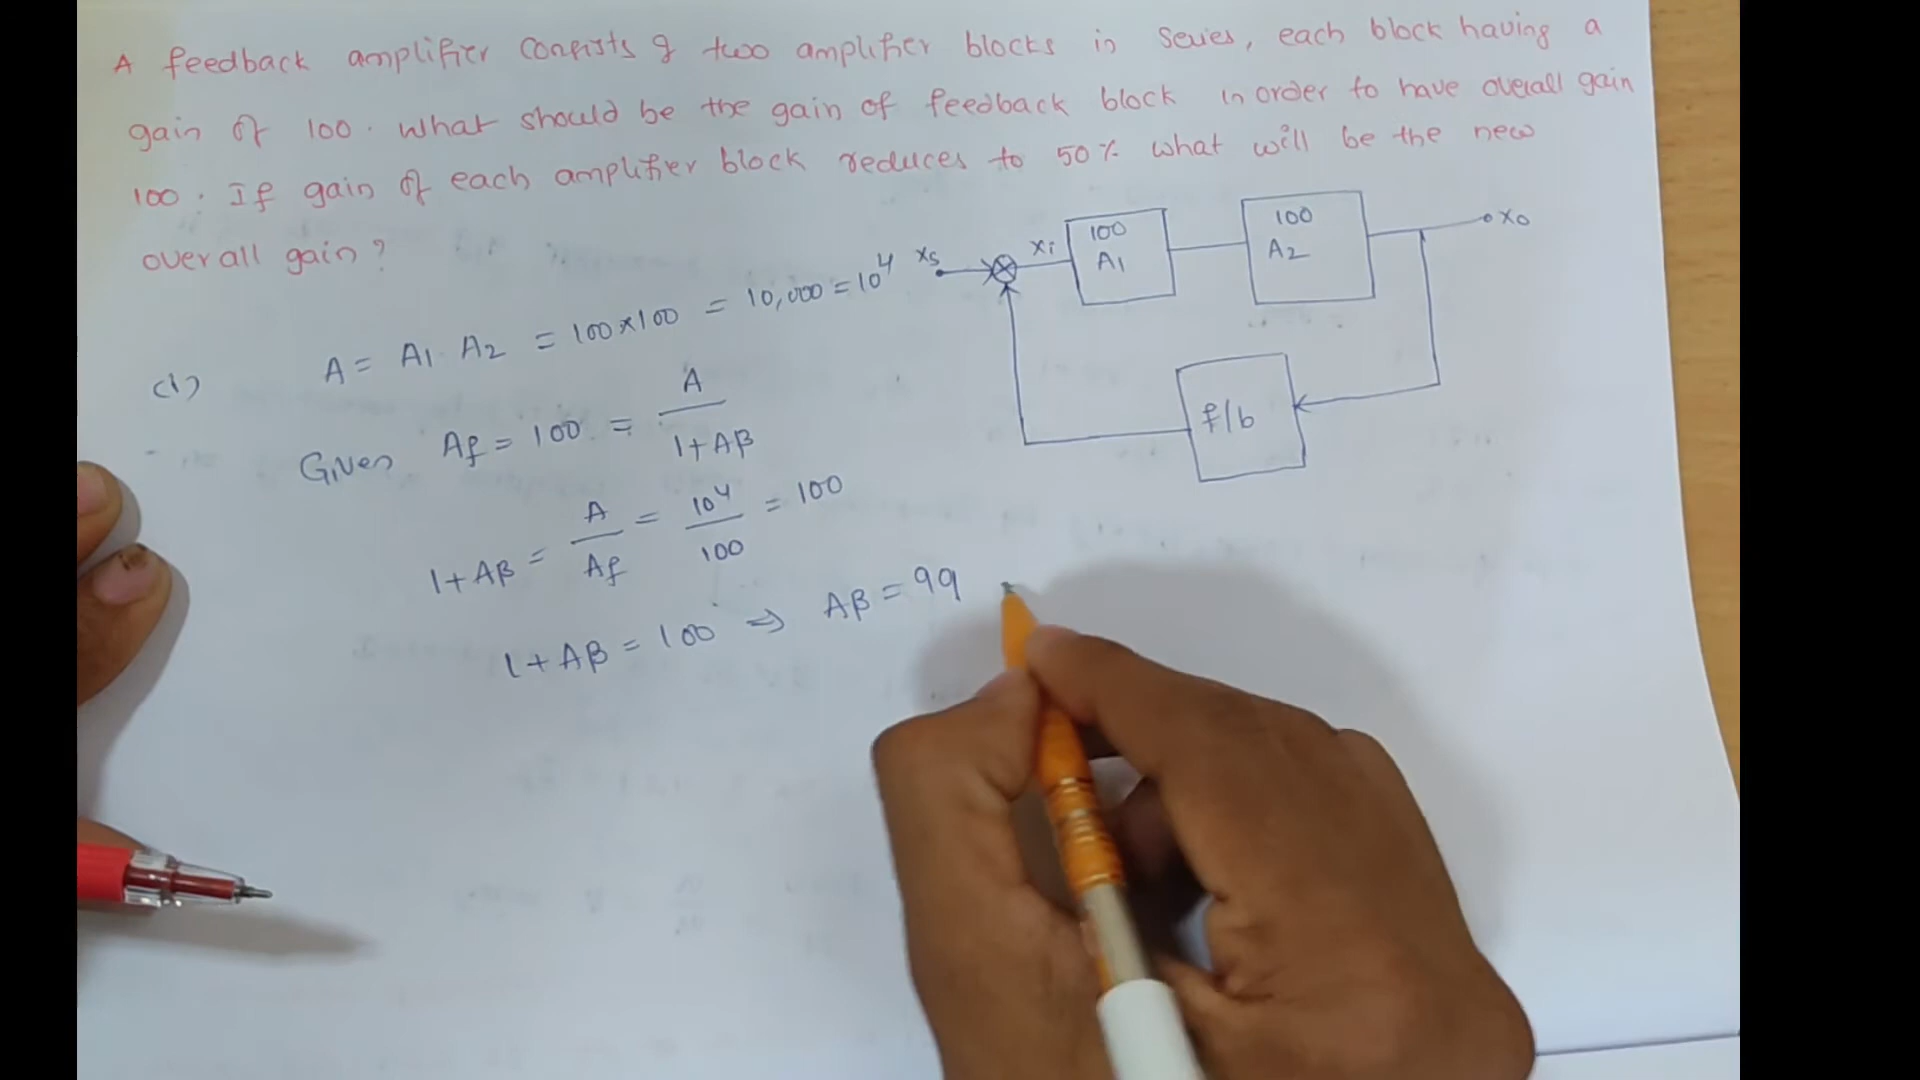 A feedback amplifier consists of two amplifier blocks in series, each block having a
gain of 100. What should be the gain of feedback block in order to have overall gain
100. If gain of each amplifier block reduces to 50% what will be the new
overall gain?
(1) A = A1 A2 = 100×100 = 10,000 = 10^4
Xs Xi 100 A1 100 A2 Xo
f/b
Given Af = 100 = A / 1+Aβ
1+Aβ = A / Af = 10^4 / 100 = 100
1+Aβ = 100 ⇒ Aβ = 99